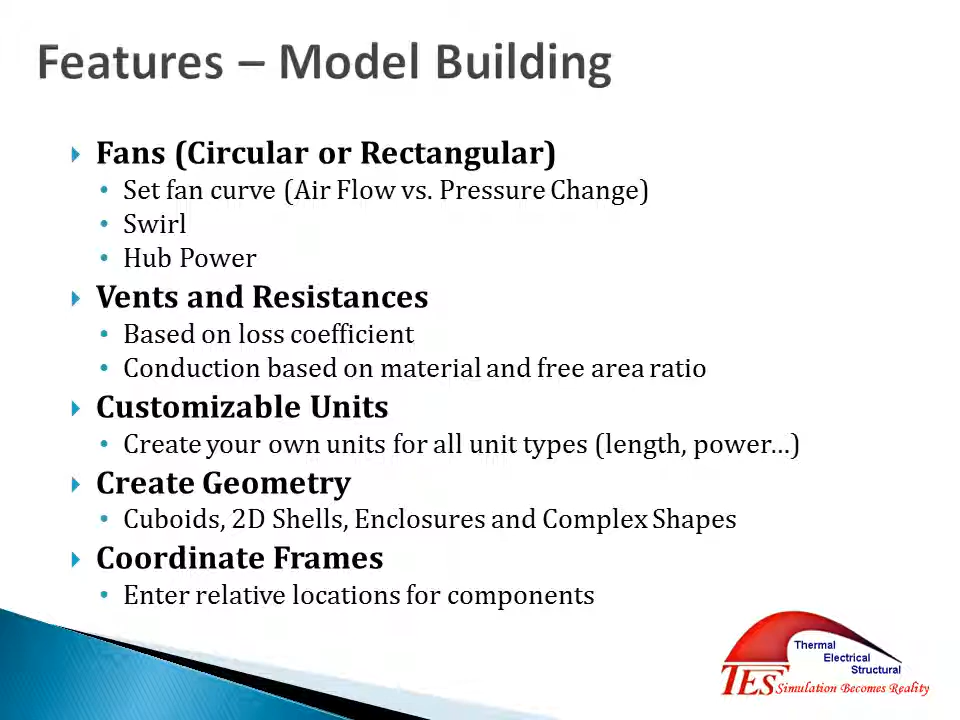 Features – Model Building
Fans (Circular or Rectangular)
Set fan curve (Air Flow vs. Pressure Change)
Swirl
Hub Power
Vents and Resistances
Based on loss coefficient
Conduction based on material and free area ratio
Customizable Units
Create your own units for all unit types (length, power…)
Create Geometry
Cuboids, 2D Shells, Enclosures and Complex Shapes
Coordinate Frames
Enter relative locations for components
Thermal
Electrical
Structural
TES Simulation Becomes Reality